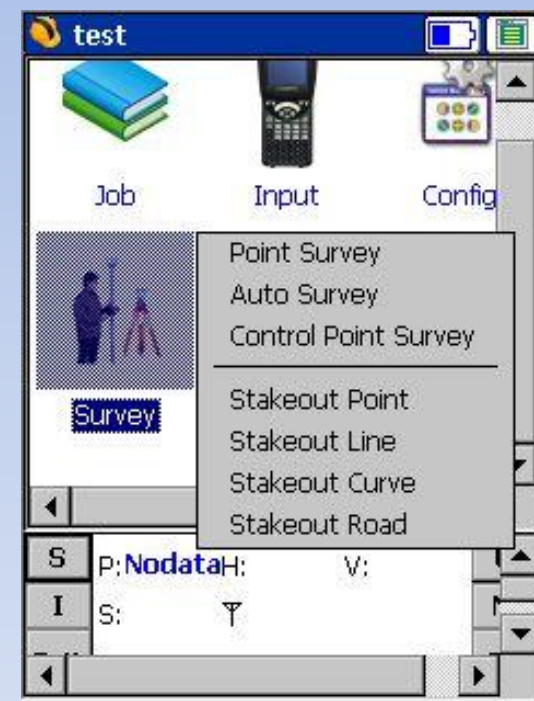 test
Job Input Config
Point Survey
Auto Survey
Control Point Survey
Stakeout Point
Stakeout Line
Stakeout Curve
Stakeout Road
Survey
S P:NodataH: V:
I S: